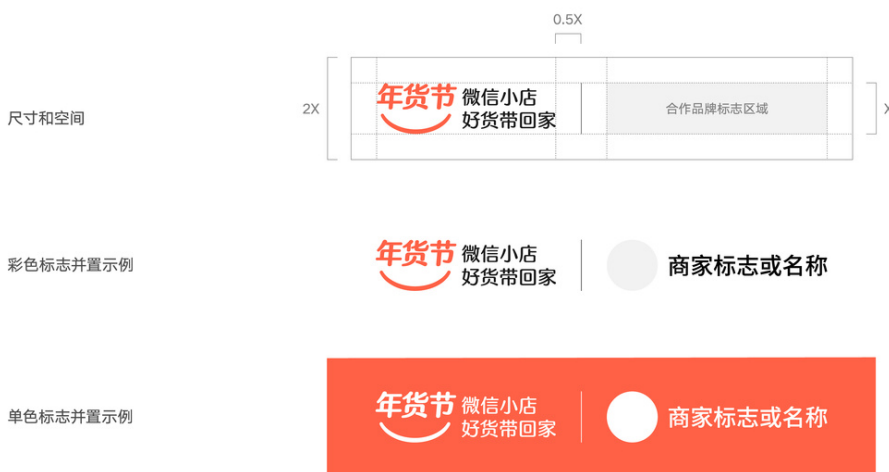 0.5X
尺寸和空间
2X
年货节
微信小店
好货带回家
合作品牌标志区域
X
彩色标志并置示例
年货节
微信小店
好货带回家
商家标志或名称
单色标志并置示例
年货节
微信小店
好货带回家
商家标志或名称